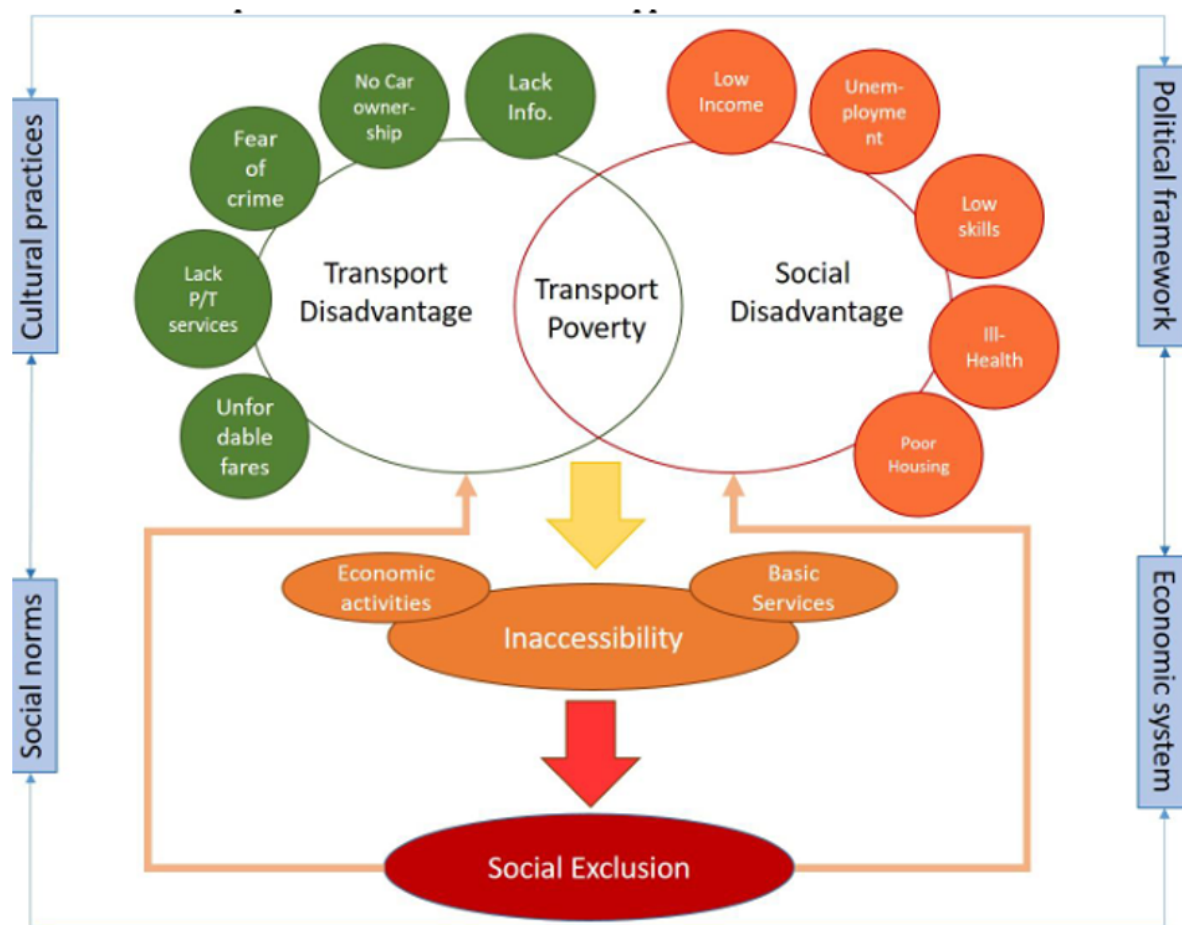 Cultural practices
Social norms
No Car
owner-
ship
Lack
Info.
Fear
of
crime
Lack
P/T
services
Unfor
dable
fares
Transport
Disadvantage
Transport
Poverty
Social
Disadvantage
Low
Income
Unem-
ployme
nt
Low
skills
Ill-
Health
Poor
Housing
Economic
activities
Basic
Services
Inaccessibility
Social Exclusion
Political framework
Economic system